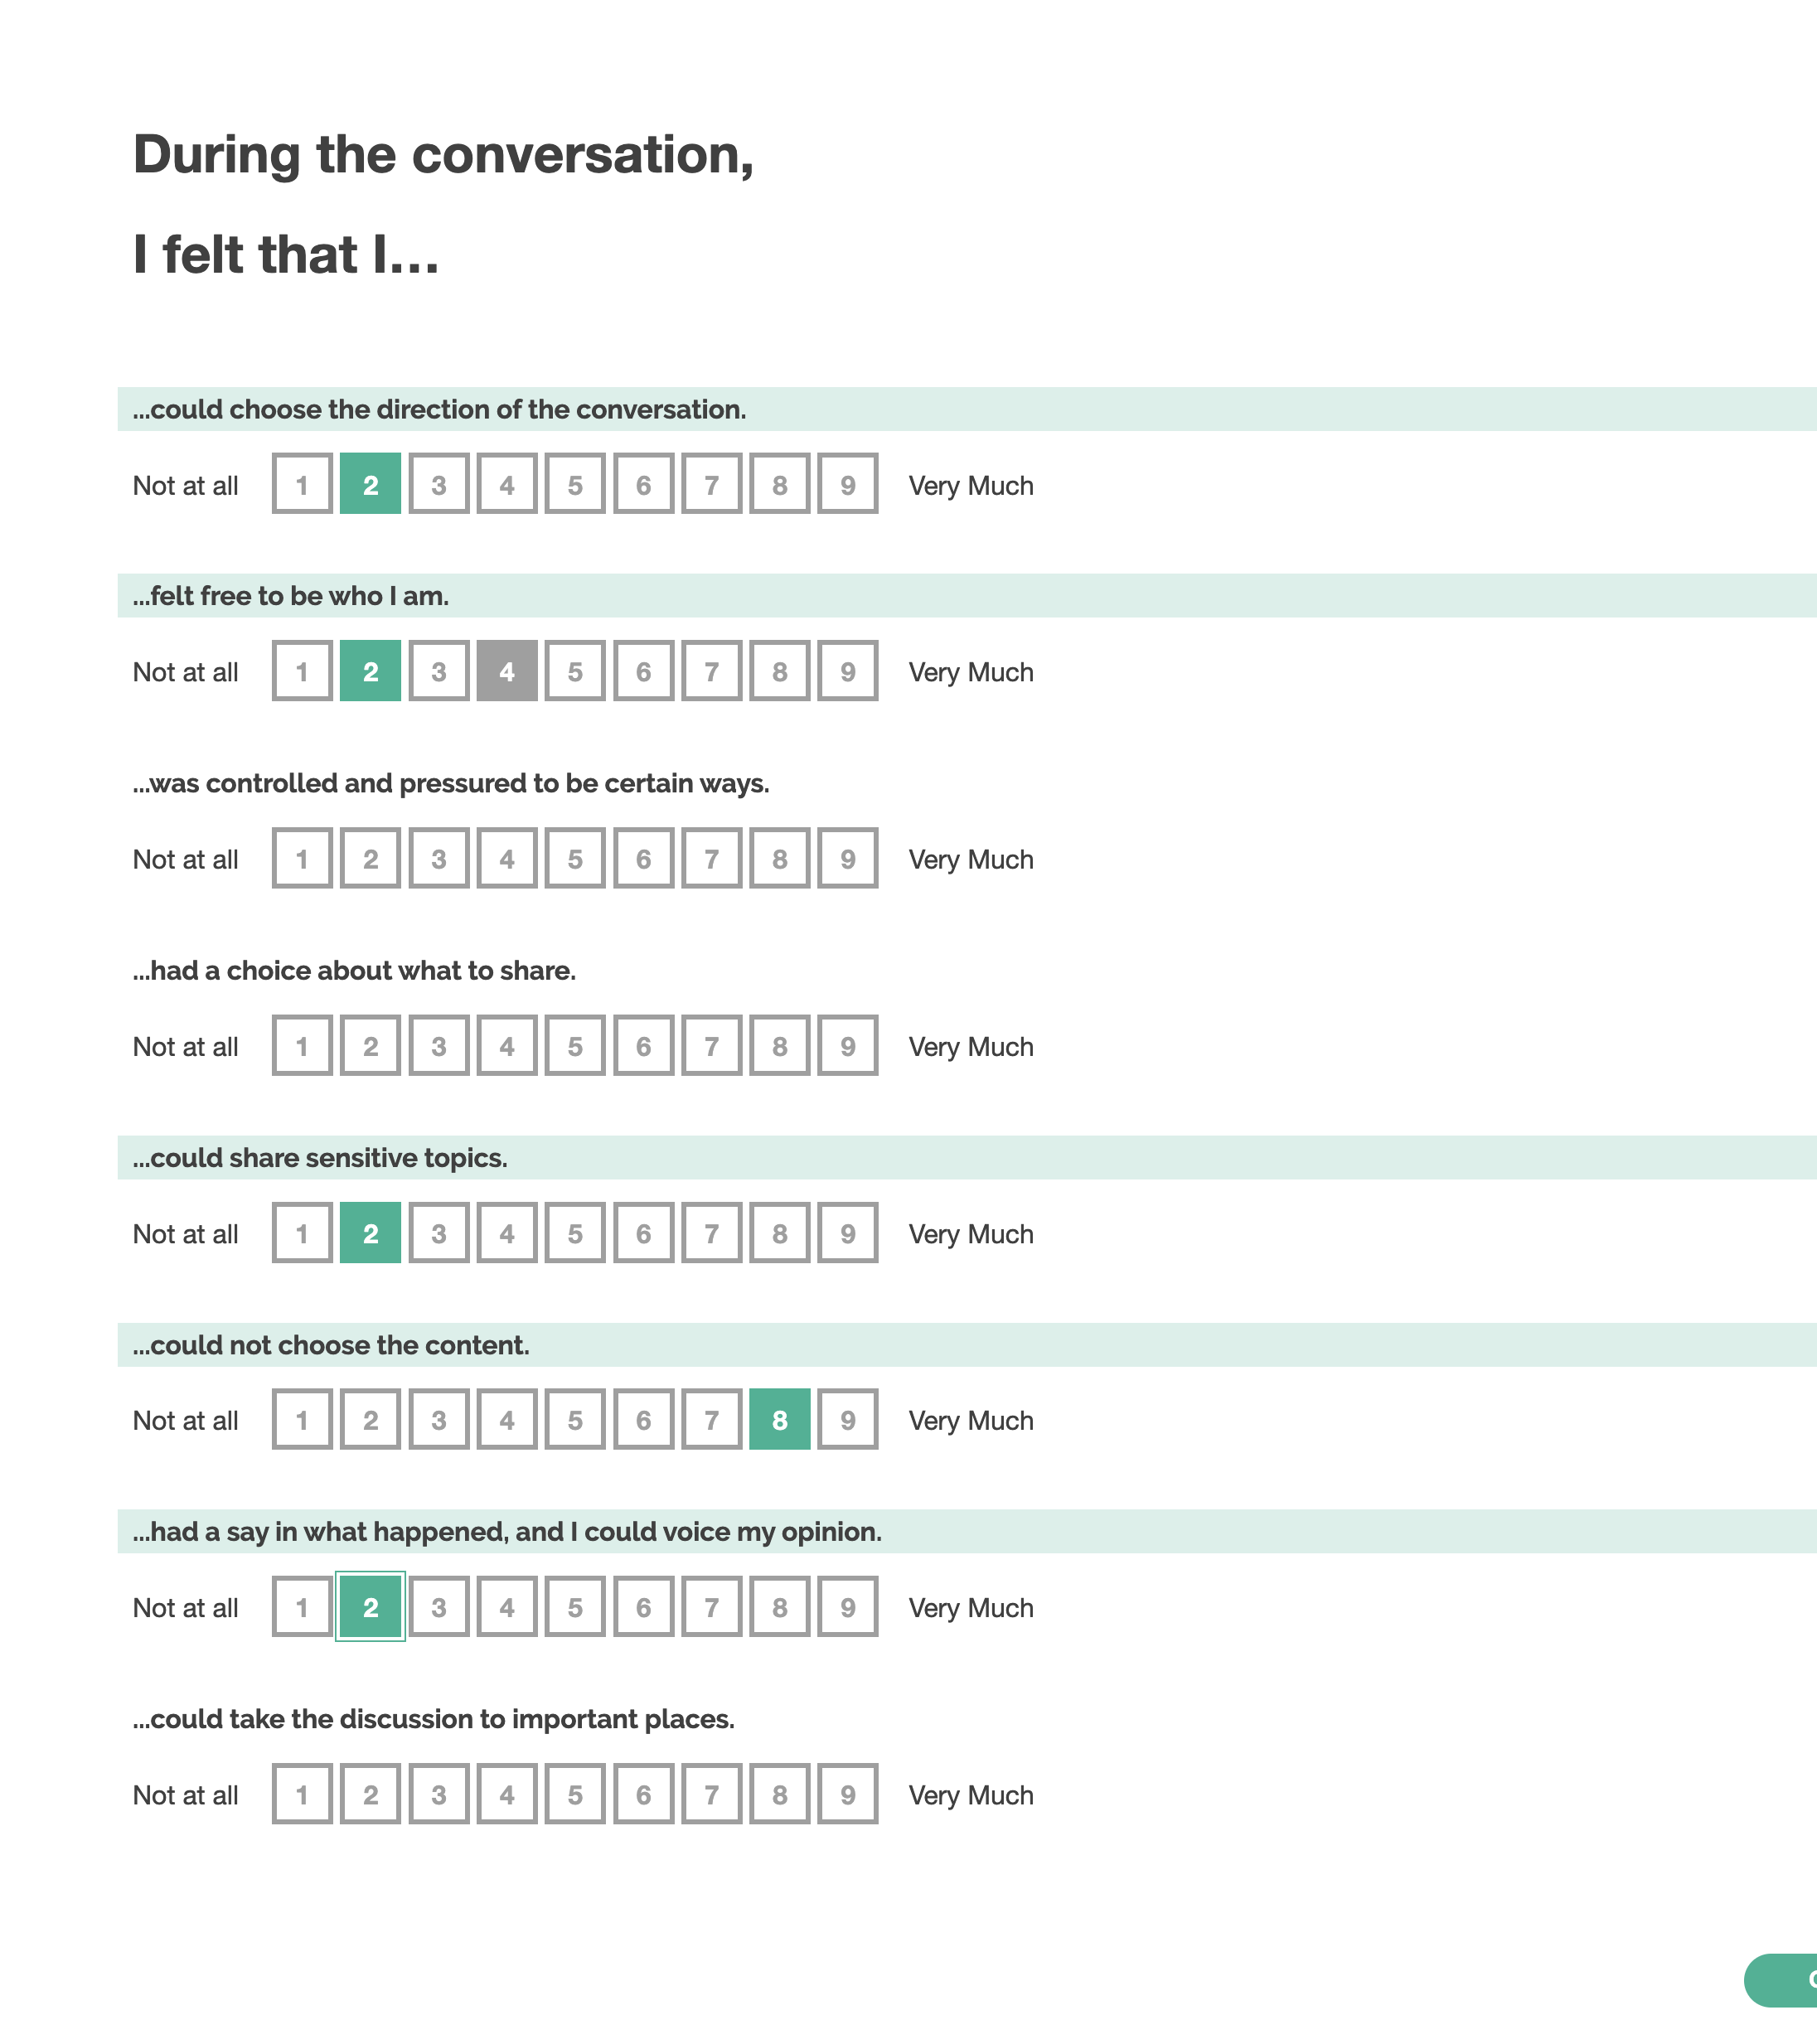 During the conversation,
I felt that I...
...could choose the direction of the conversation.
Not at all 1 2 3 4 5 6 7 8 9 Very Much
...felt free to be who I am.
Not at all 1 2 3 4 5 6 7 8 9 Very Much
...was controlled and pressured to be certain ways.
Not at all 1 2 3 4 5 6 7 8 9 Very Much
...had a choice about what to share.
Not at all 1 2 3 4 5 6 7 8 9 Very Much
...could share sensitive topics.
Not at all 1 2 3 4 5 6 7 8 9 Very Much
...could not choose the content.
Not at all 1 2 3 4 5 6 7 8 9 Very Much
...had a say in what happened, and I could voice my opinion.
Not at all 1 2 3 4 5 6 7 8 9 Very Much
...could take the discussion to important places.
Not at all 1 2 3 4 5 6 7 8 9 Very Much